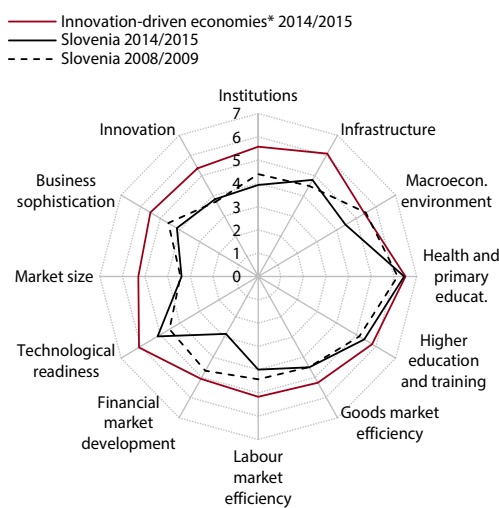 Innovation-driven economies* 2014/2015
Slovenia 2014/2015
Slovenia 2008/2009
Institutions
Infrastructure
Macroecon.
environment
Health and
primary
educat.
Higher
education
and training
Goods market
efficiency
Labour
market
efficiency
Financial
market
development
Technological
readiness
Market size
Business
sophistication
Innovation
7
6
5
4
3
2
1
0